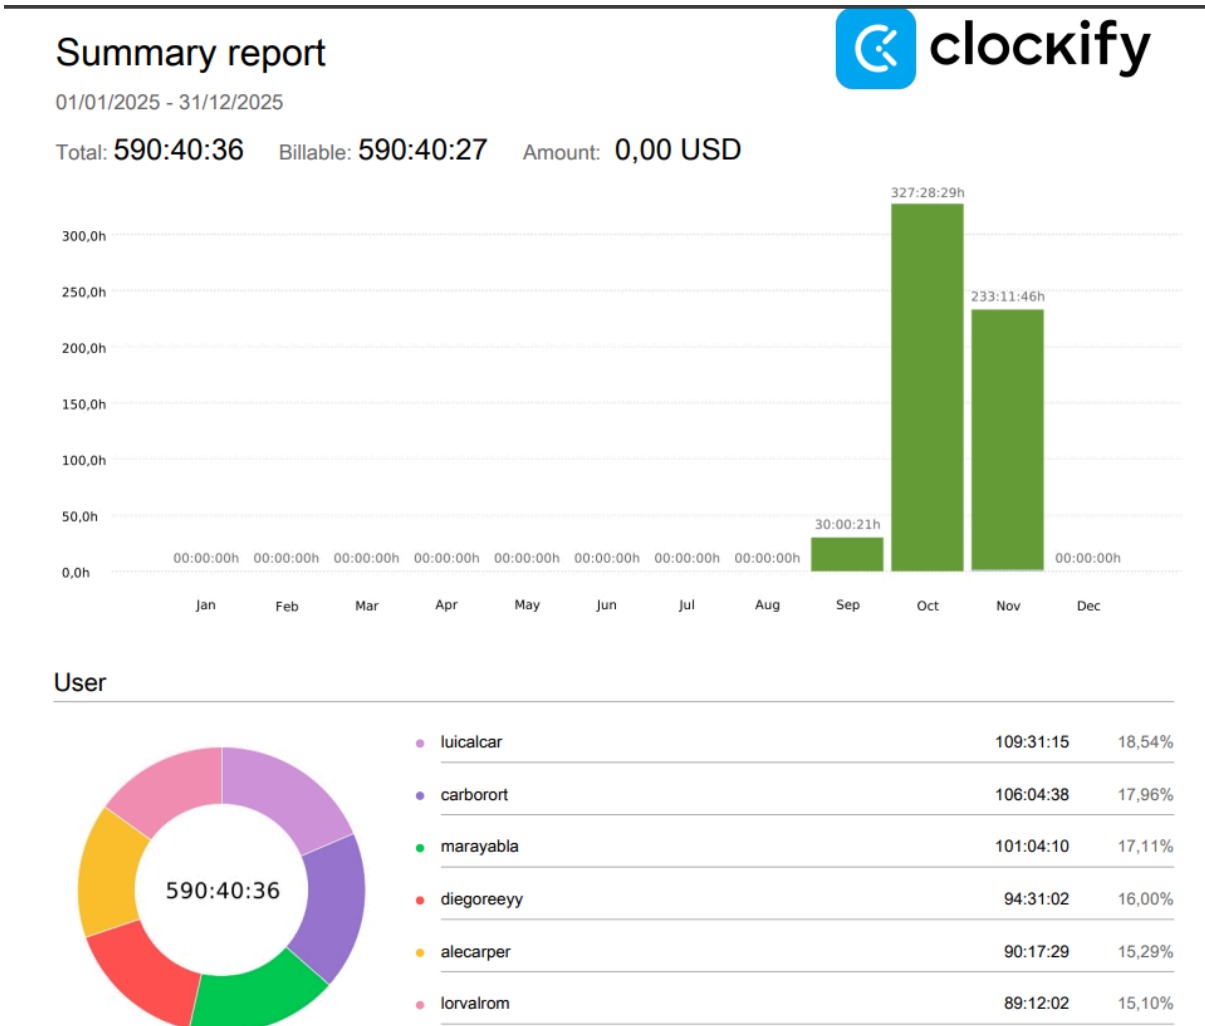 Summary report
clockify
01/01/2025 - 31/12/2025
Total: 590:40:36 Billable: 590:40:27 Amount: 0,00 USD
327:28:29h
300,0h
250,0h
233:11:46h
200,0h
150,0h
100,0h
50,0h
30:00:21h
00:00:00h 00:00:00h 00:00:00h 00:00:00h 00:00:00h 00:00:00h 00:00:00h 00:00:00h 00:00:00h
0,0h
Jan Feb Mar Apr May Jun Jul Aug Sep Oct Nov Dec
User
590:40:36
luicalcar 109:31:15 18,54%
carborort 106:04:38 17,96%
marayabla 101:04:10 17,11%
diegoreeyy 94:31:02 16,00%
alecarper 90:17:29 15,29%
lorvalrom 89:12:02 15,10%